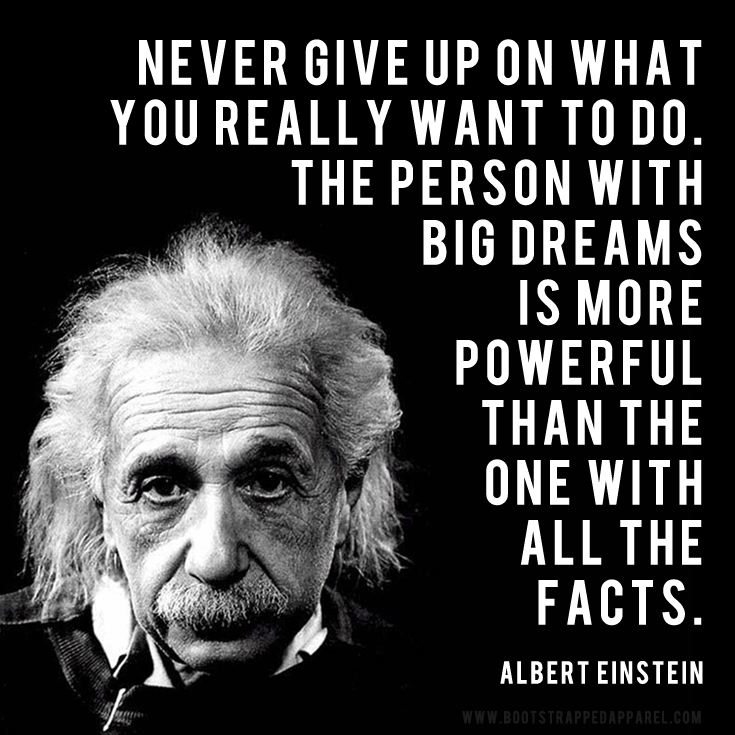 NEVER GIVE UP ON WHAT
YOU REALLY WANT TO DO.
THE PERSON WITH
BIG DREAMS
IS MORE
POWERFUL
THAN THE
ONE WITH
ALL THE
FACTS.
ALBERT EINSTEIN
WWW.BOOTSTRAPPEDAPPAREL.COM